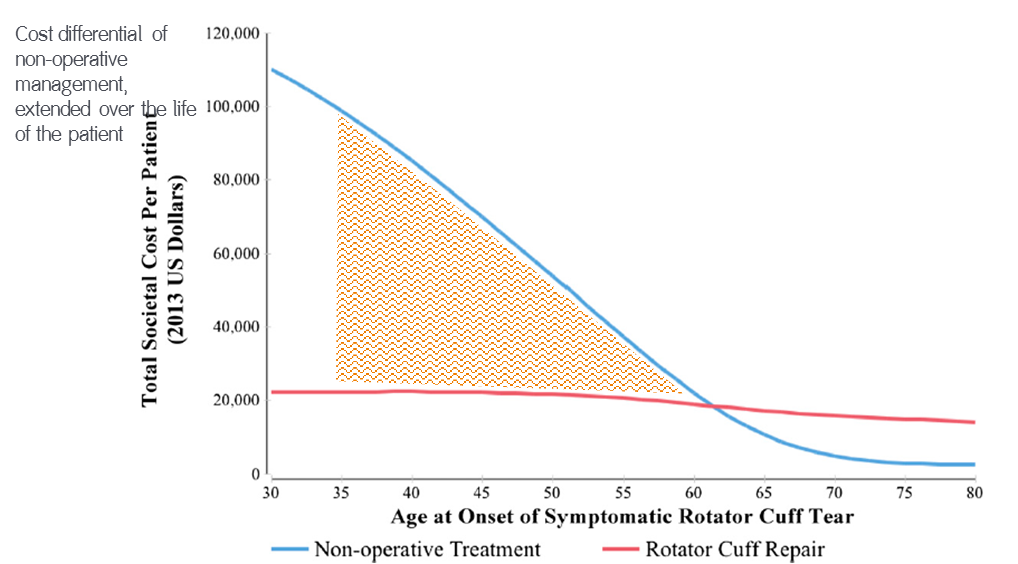 Cost differential of
non-operative
management,
extended over the life
of the patient
Total Societal Cost Per Patient
(2013 US Dollars)
120,000
100,000
80,000
60,000
40,000
20,000
0
30 35 40 45 50 55 60 65 70 75 80
Age at Onset of Symptomatic Rotator Cuff Tear
Non-operative Treatment Rotator Cuff Repair